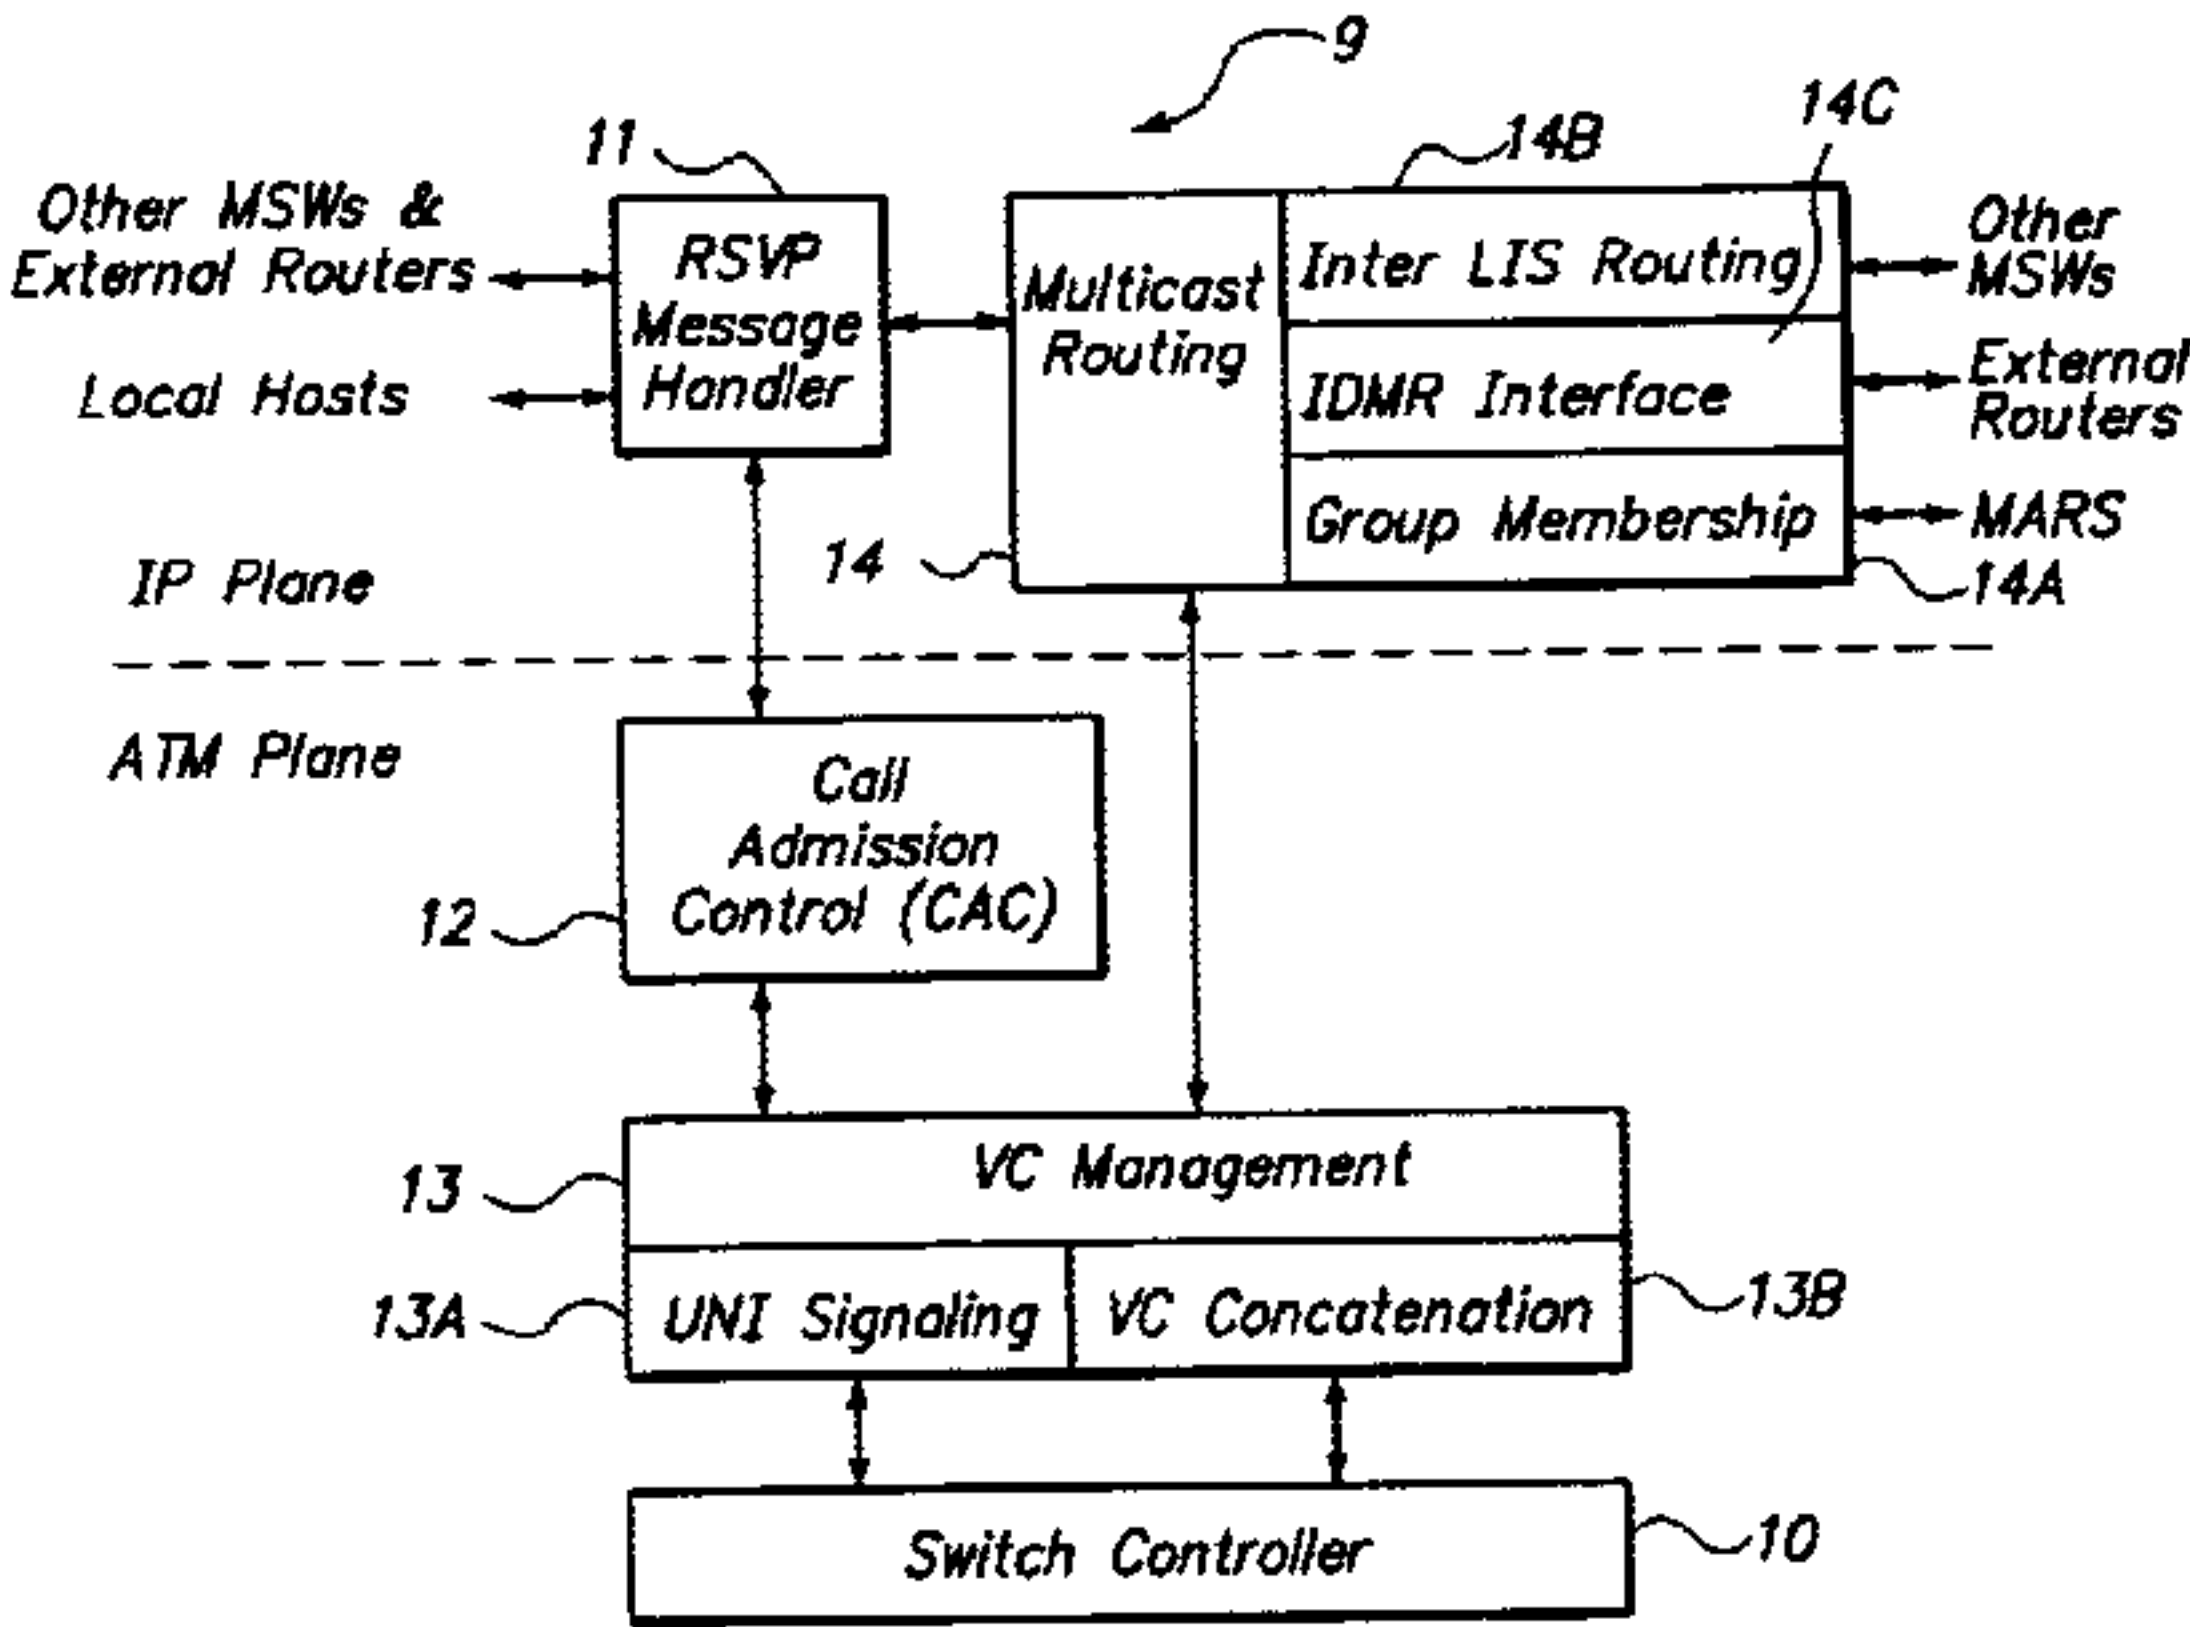 9
14C
11
14B
Other MSWs &
External Routers
Local Hosts
RSVP
Message
Handler
Multicast
Routing
Inter LIS Routing
IDMR Interface
Group Membership
Other
MSWs
External
Routers
MARS
14
14A
IP Plane
ATM Plane
Call
Admission
Control (CAC)
12
VC Management
13
13A
UNI Signaling
VC Concatenation
13B
Switch Controller
10